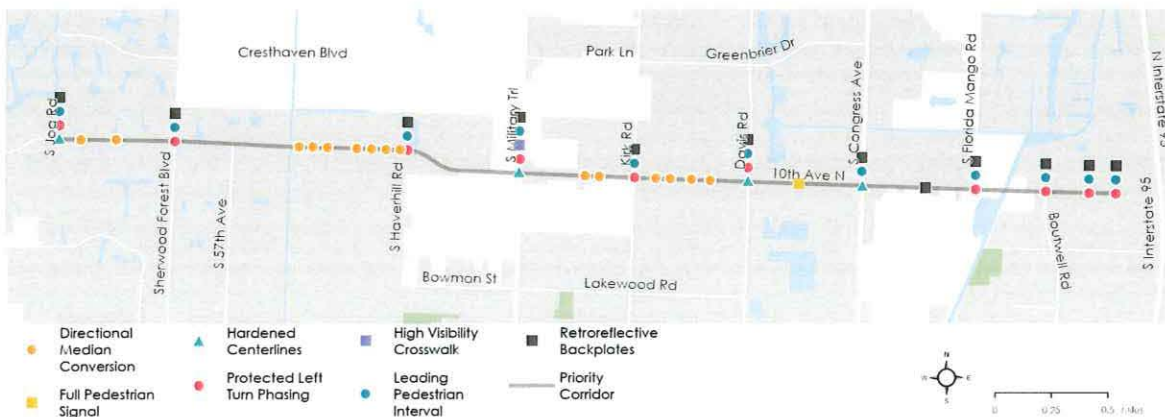 Cresthaven Blvd
Park Ln
Greenbrier Dr
S Jog Rd
Sherwood Forest Blvd
S 57th Ave
S Haverhill Rd
S Military Trl
Kirk Rd
Davis Rd
10th Ave N
S Congress Ave
S Florida Mango Rd
Boutwell Rd
N Interstate 95
S Interstate 95
Bowman St
Lakewood Rd
Directional
Median
Conversion
Full Pedestrian
Signal
Hardened
Centerlines
Protected Left
Turn Phasing
High Visibility
Crosswalk
Leading
Pedestrian
Interval
Retroreflective
Backplates
Priority
Corridor
N
W E
S
0 0.25 0.5 Miles